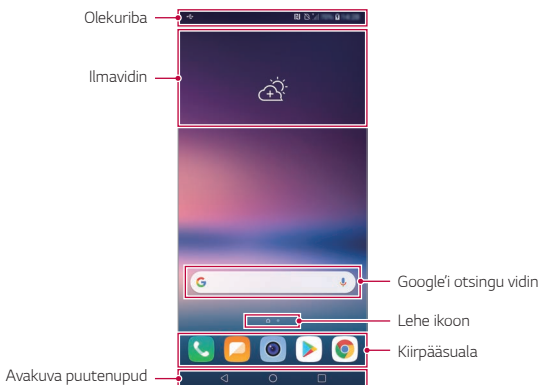 Olekuriba
Ilmavidin
Google'i otsingu vidin
Lehe ikoon
Kiirpääsuala
Avakuva puutenupud